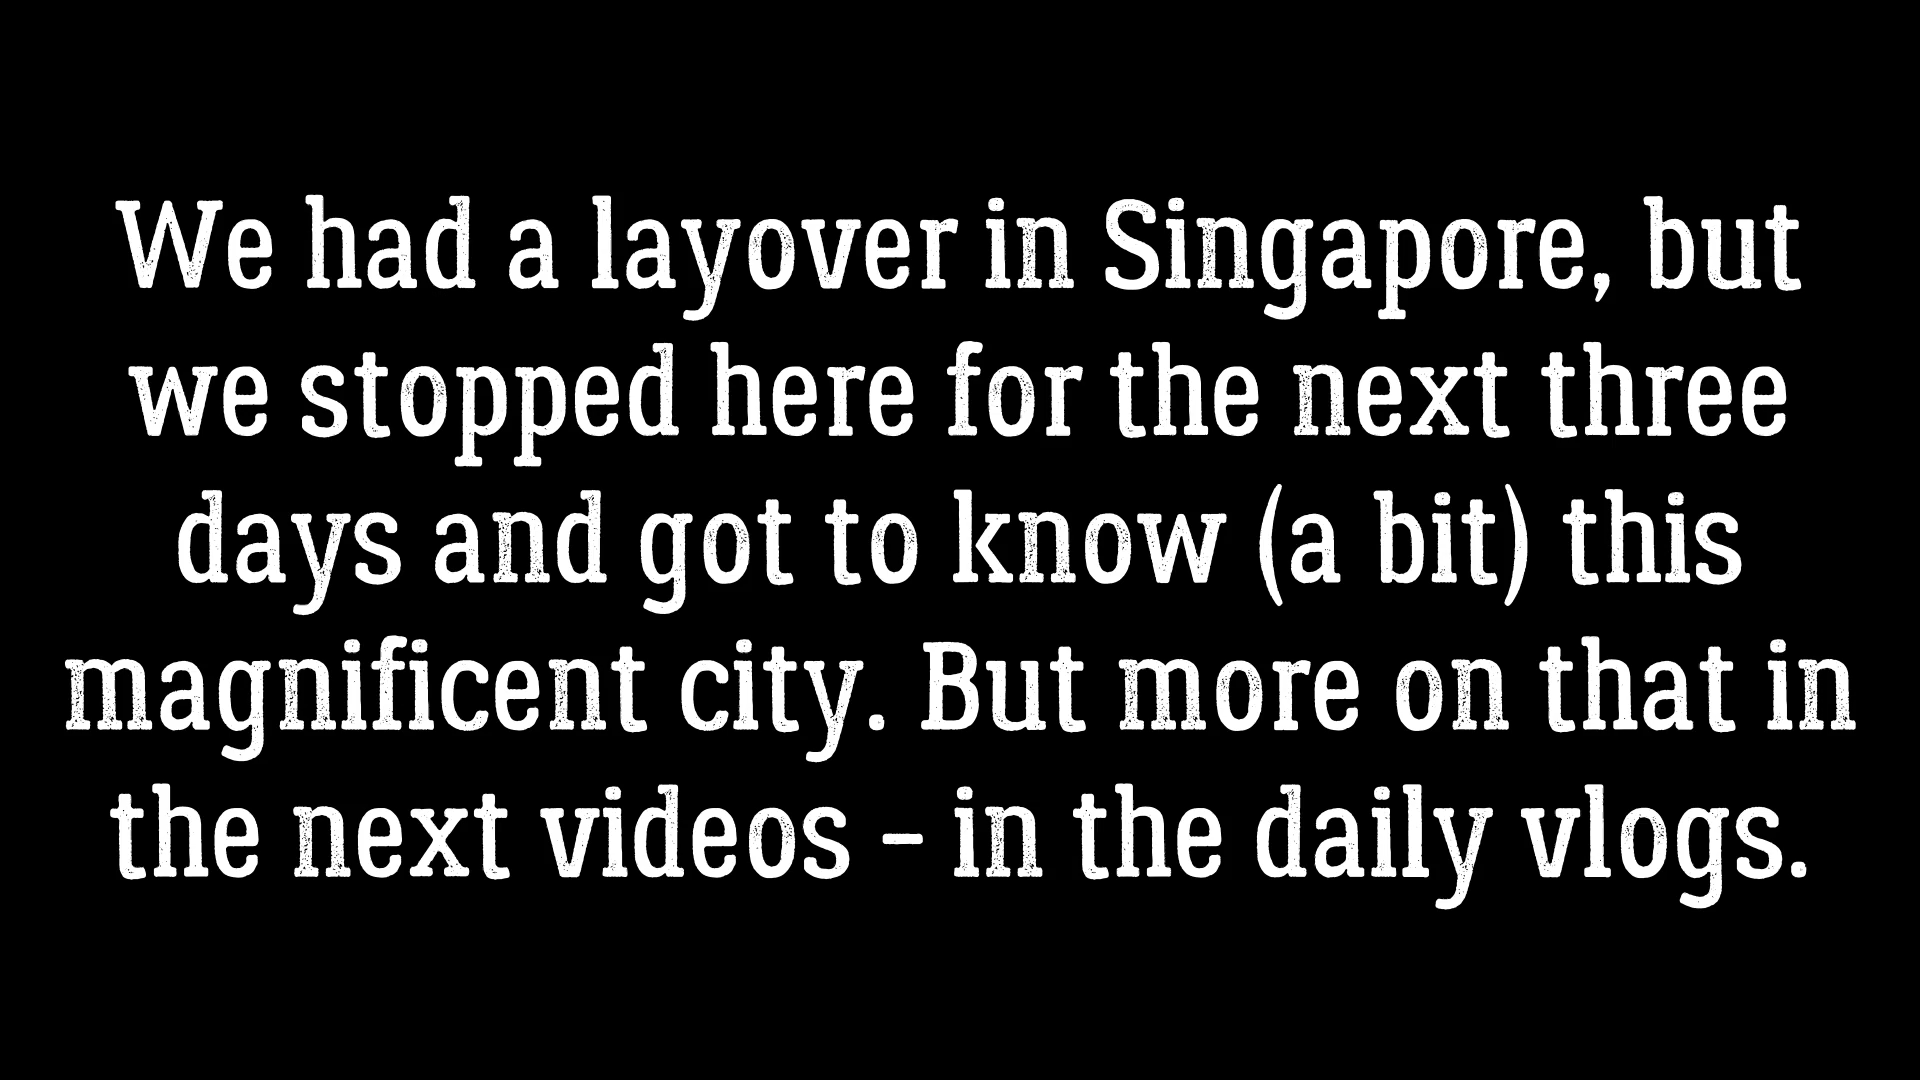 We had a layover in Singapore, but
we stopped here for the next three
days and got to know (a bit) this
magnificent city. But more on that in
the next videos – in the daily vlogs.